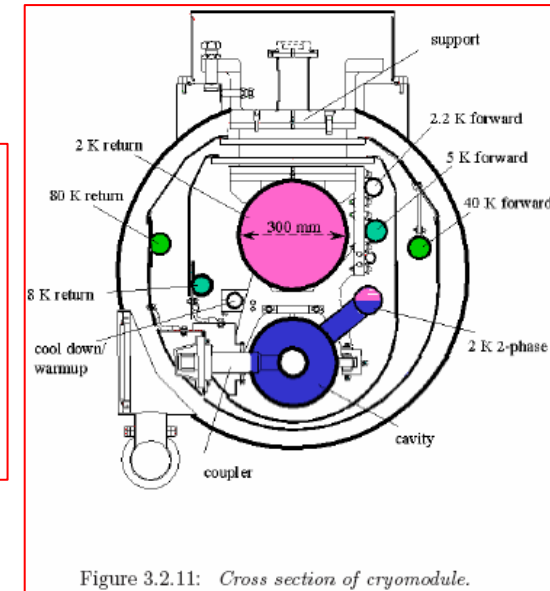 support
2.2 K forward
2 K return
5 K forward
80 K return
40 K forward
300 mm
8 K return
cool down/
warmup
2 K 2-phase
cavity
coupler
Figure 3.2.11: Cross section of cryomodule.